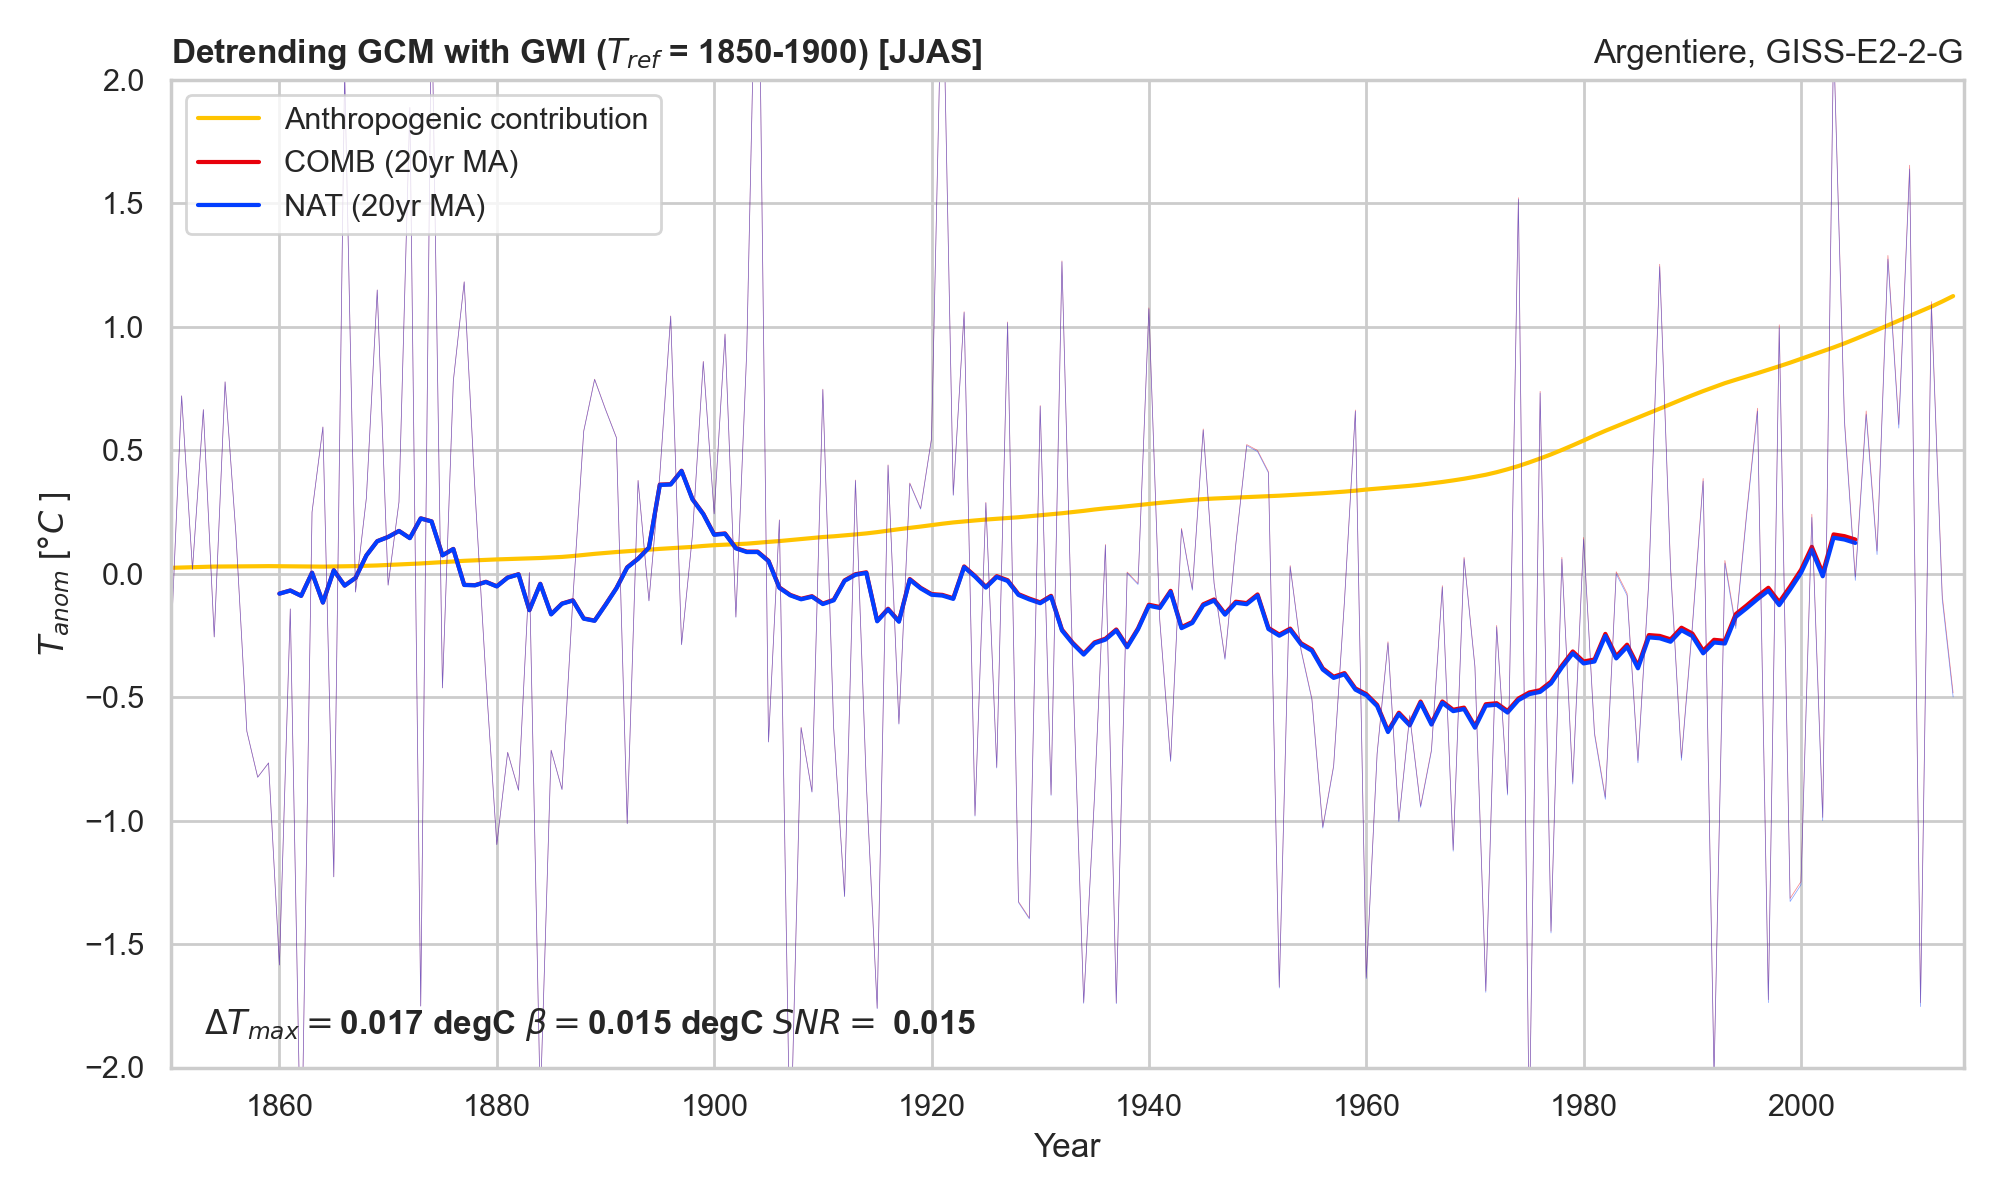 Detrending GCM with GWI (T_ref = 1850-1900) [JJAS]
Argentiere, GISS-E2-2-G
2.0
1.5
1.0
0.5
0.0
−0.5
−1.0
−1.5
−2.0
T_anom [°C]
Anthropogenic contribution
COMB (20yr MA)
NAT (20yr MA)
ΔT_max = 0.017 degC β = 0.015 degC SNR = 0.015
1860 1880 1900 1920 1940 1960 1980 2000
Year